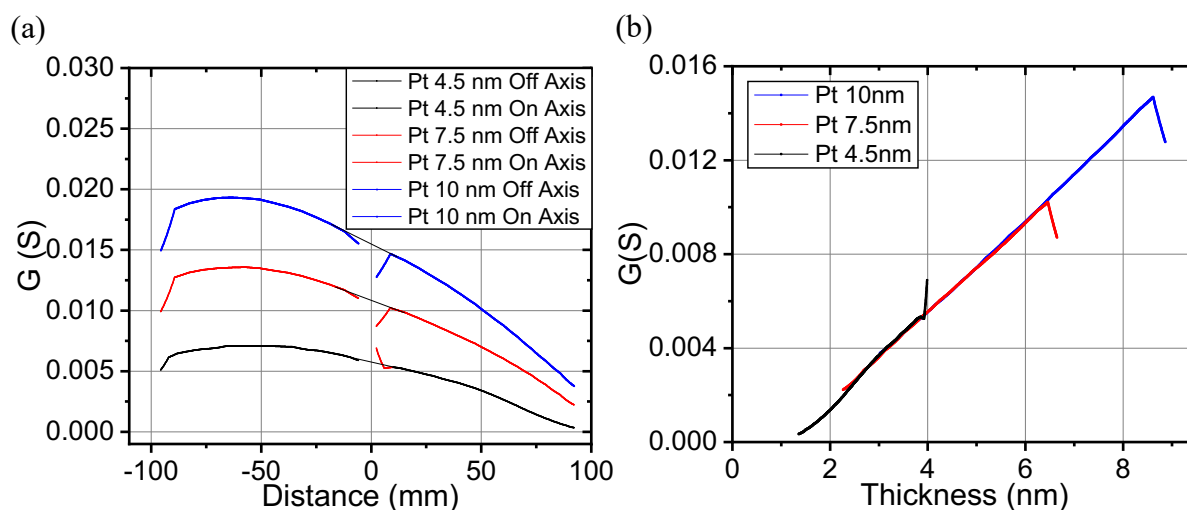 (a)
0.030
0.025
0.020
0.015
0.010
0.005
0.000
G (S)
-100
-50
0
50
100
Distance (mm)
Pt 4.5 nm Off Axis
Pt 4.5 nm On Axis
Pt 7.5 nm Off Axis
Pt 7.5 nm On Axis
Pt 10 nm Off Axis
Pt 10 nm On Axis
(b)
0.016
0.012
0.008
0.004
0.000
G(S)
0
2
4
6
8
Thickness (nm)
Pt 10nm
Pt 7.5nm
Pt 4.5nm